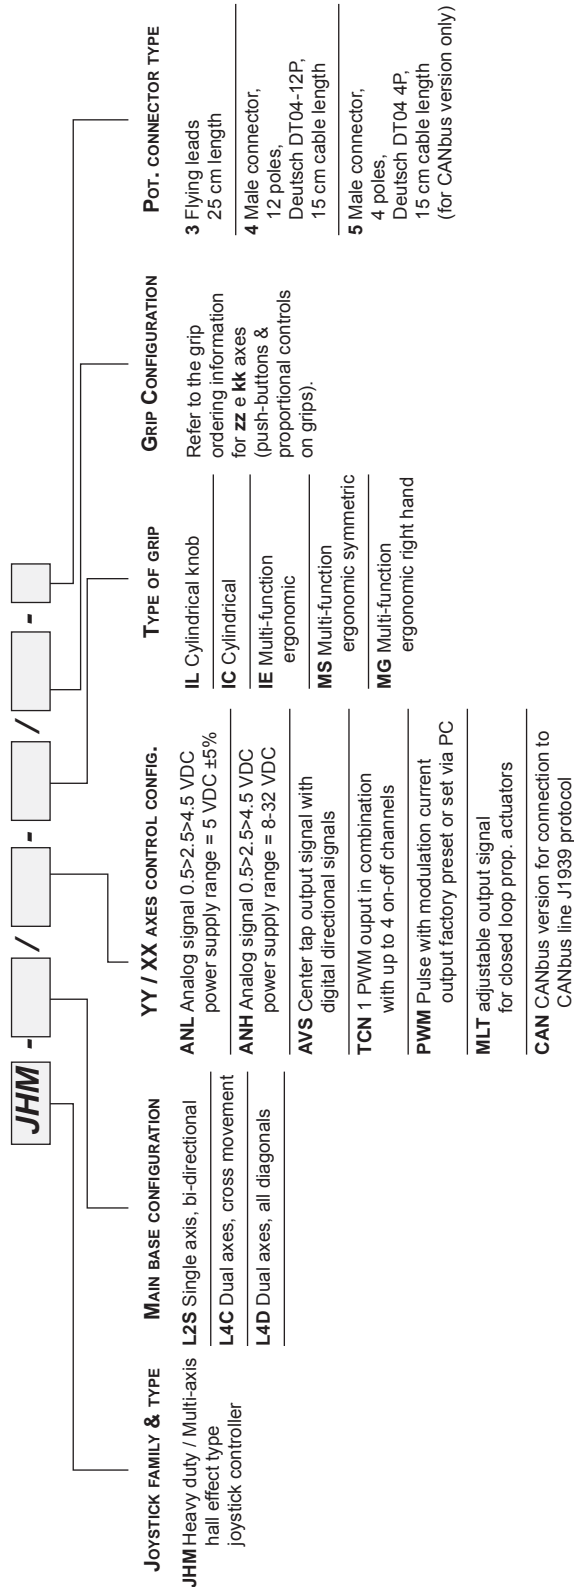 JHM - / - / -
JOYSTICK FAMILY & TYPE
JHM Heavy duty / Multi-axis
hall effect type
joystick controller
MAIN BASE CONFIGURATION
L2S Single axis, bi-directional
L4C Dual axes, cross movement
L4D Dual axes, all diagonals
YY / XX AXES CONTROL CONFIG.
ANL Analog signal 0.5>2.5>4.5 VDC
power supply range = 5 VDC ±5%
ANH Analog signal 0.5>2.5>4.5 VDC
power supply range = 8-32 VDC
AVS Center tap output signal with
digital directional signals
TCN 1 PWM ouput in combination
with up to 4 on-off channels
PWM Pulse with modulation current
output factory preset or set via PC
MLT adjustable output signal
for closed loop prop. actuators
CAN CANbus version for connection to
CANbus line J1939 protocol
TYPE OF GRIP
IL Cylindrical knob
IC Cylindrical
IE Multi-function
ergonomic
MS Multi-function
ergonomic symmetric
MG Multi-function
ergonomic right hand
GRIP CONFIGURATION
Refer to the grip
ordering information
for zz e kk axes
(push-buttons &
proportional controls
on grips).
POT. CONNECTOR TYPE
3 Flying leads
25 cm length
4 Male connector,
12 poles,
Deutsch DT04-12P,
15 cm cable length
5 Male connector,
4 poles,
Deutsch DT04 4P,
15 cm cable length
(for CANbus version only)